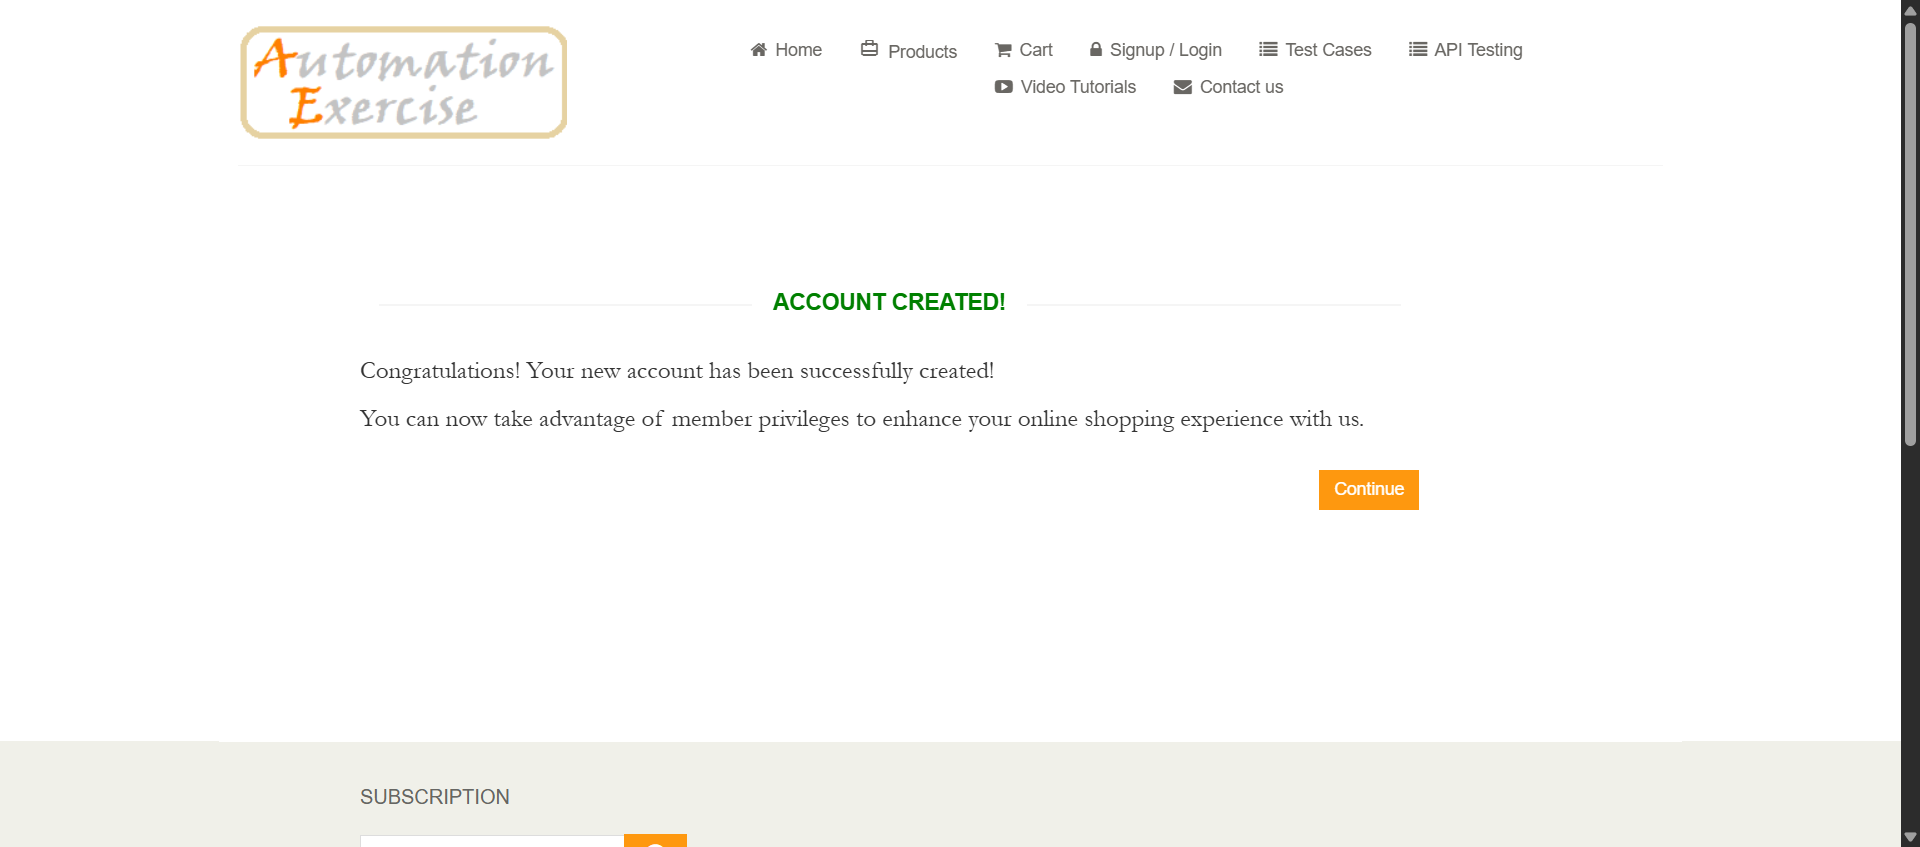 Automation
Exercise
Home Products Cart Signup / Login Test Cases API Testing
Video Tutorials Contact us
ACCOUNT CREATED!
Congratulations! Your new account has been successfully created!
You can now take advantage of member privileges to enhance your online shopping experience with us.
Continue
SUBSCRIPTION